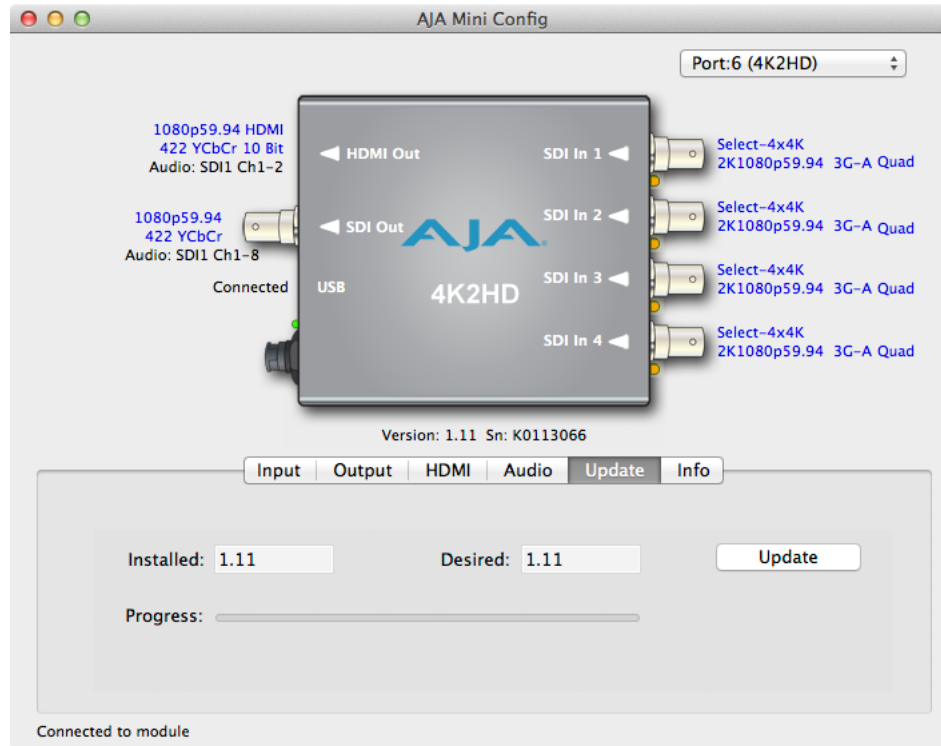 AJA Mini Config
Port:6 (4K2HD)
1080p59.94 HDMI
422 YCbCr 10 Bit
Audio: SDI1 Ch1-2
1080p59.94
422 YCbCr
Audio: SDI1 Ch1-8
Connected
HDMI Out
SDI Out
USB
AJA
4K2HD
SDI In 1
SDI In 2
SDI In 3
SDI In 4
Select-4x4K
2K1080p59.94 3G-A Quad
Select-4x4K
2K1080p59.94 3G-A Quad
Select-4x4K
2K1080p59.94 3G-A Quad
Select-4x4K
2K1080p59.94 3G-A Quad
Version: 1.11 Sn: K0113066
Input Output HDMI Audio Update Info
Installed: 1.11 Desired: 1.11 Update
Progress:
Connected to module